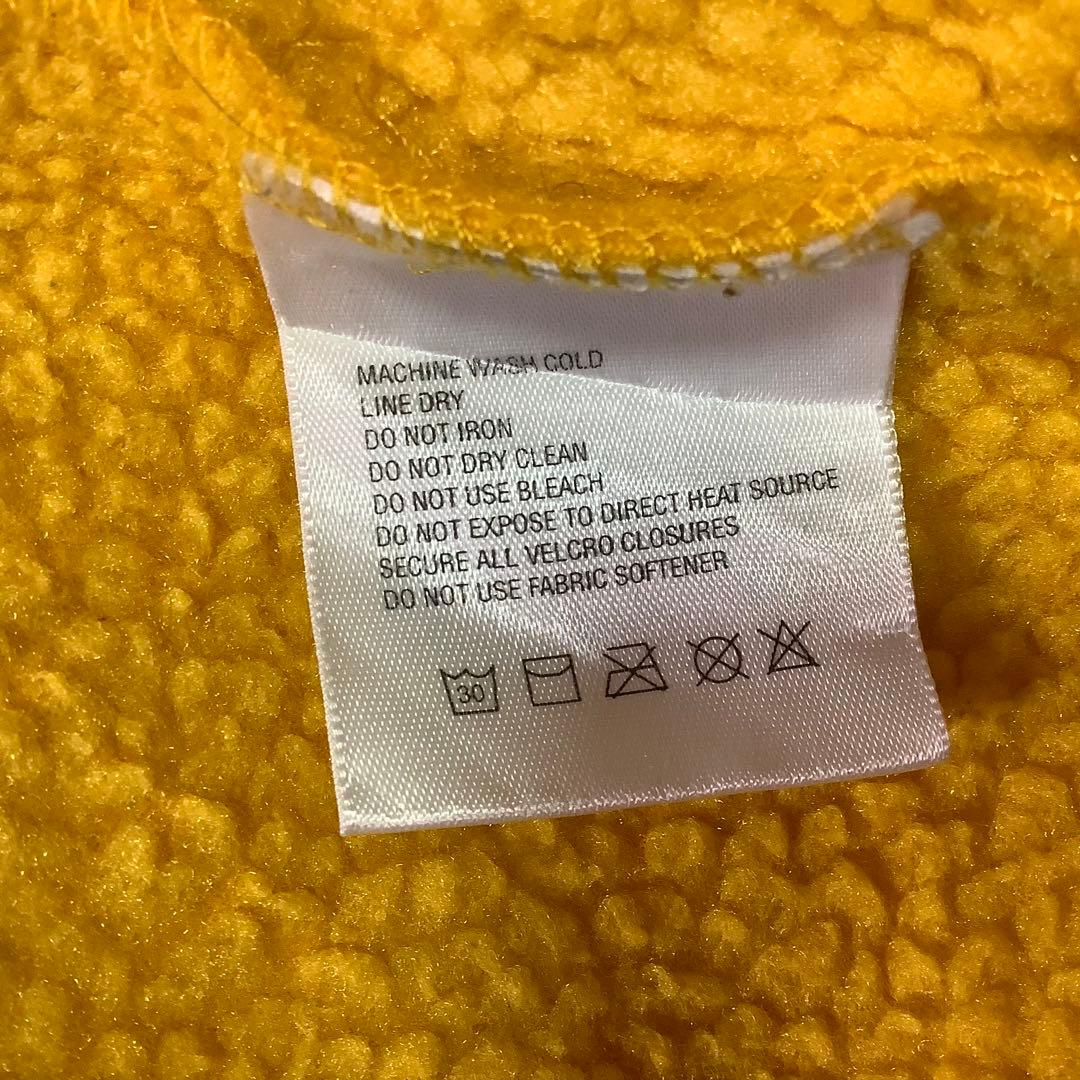 MACHINE WASH COLD
LINE DRY
DO NOT IRON
DO NOT DRY CLEAN
DO NOT USE BLEACH
DO NOT EXPOSE TO DIRECT HEAT SOURCE
SECURE ALL VELCRO CLOSURES
DO NOT USE FABRIC SOFTENER
30